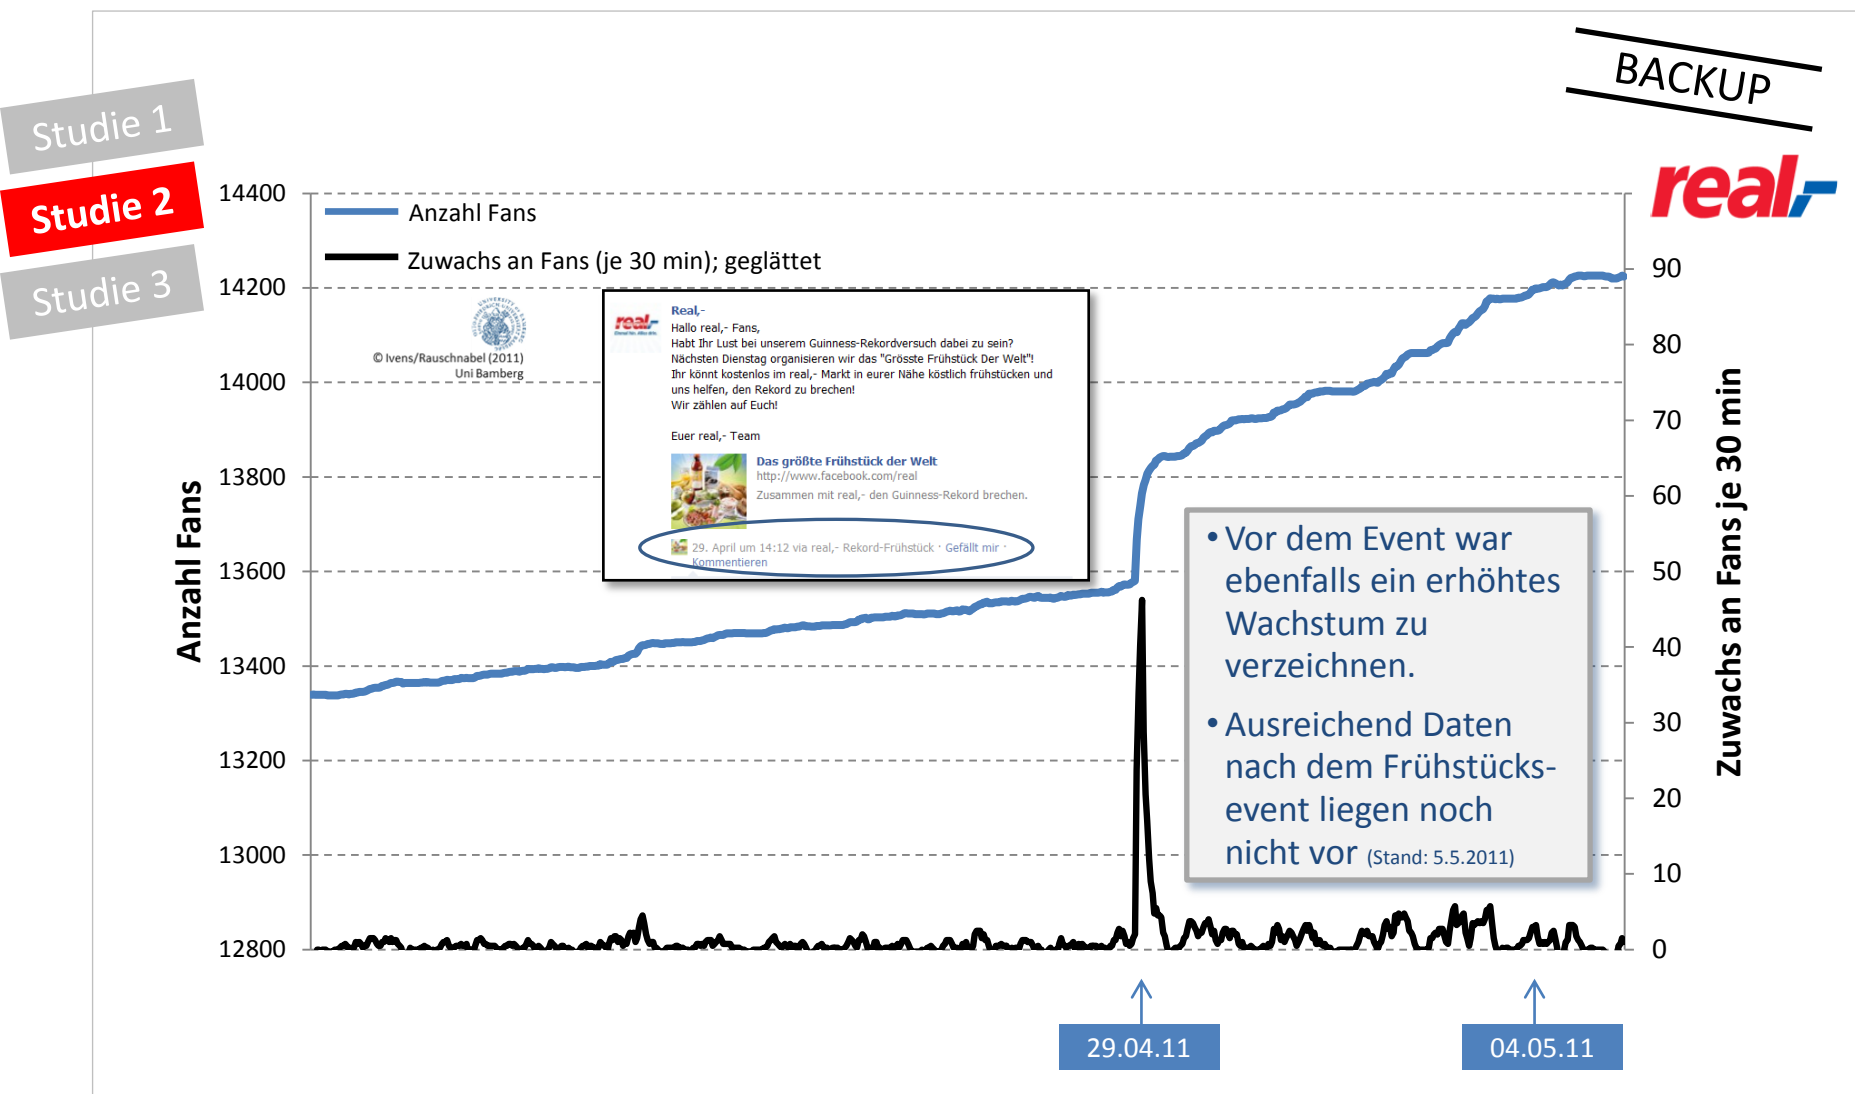 BACKUP
Studie 1
Studie 2
Studie 3
real,-
14400
14200
14000
13800
13600
13400
13200
13000
12800
Anzahl Fans
Anzahl Fans
Zuwachs an Fans (je 30 min); geglättet
© Ivens/Rauschnabel (2011)
Uni Bamberg
real,-
Real,-
Hallo real,- Fans,
Habt Ihr Lust bei unserem Guinness-Rekordversuch dabei zu sein?
Nächsten Dienstag organisieren wir das "Grösste Frühstück Der Welt"!
Ihr könnt kostenlos im real,- Markt in eurer Nähe köstlich frühstücken und
uns helfen, den Rekord zu brechen!
Wir zählen auf Euch!
Euer real,- Team
Das größte Frühstück der Welt
http://www.facebook.com/real
Zusammen mit real,- den Guinness-Rekord brechen.
29. April um 14:12 via real,- Rekord-Frühstück · Gefällt mir ·
Kommentieren
• Vor dem Event war
ebenfalls ein erhöhtes
Wachstum zu
verzeichnen.
• Ausreichend Daten
nach dem Frühstücks-
event liegen noch
nicht vor (Stand: 5.5.2011)
90
80
70
60
50
40
30
20
10
0
Zuwachs an Fans je 30 min
29.04.11
04.05.11